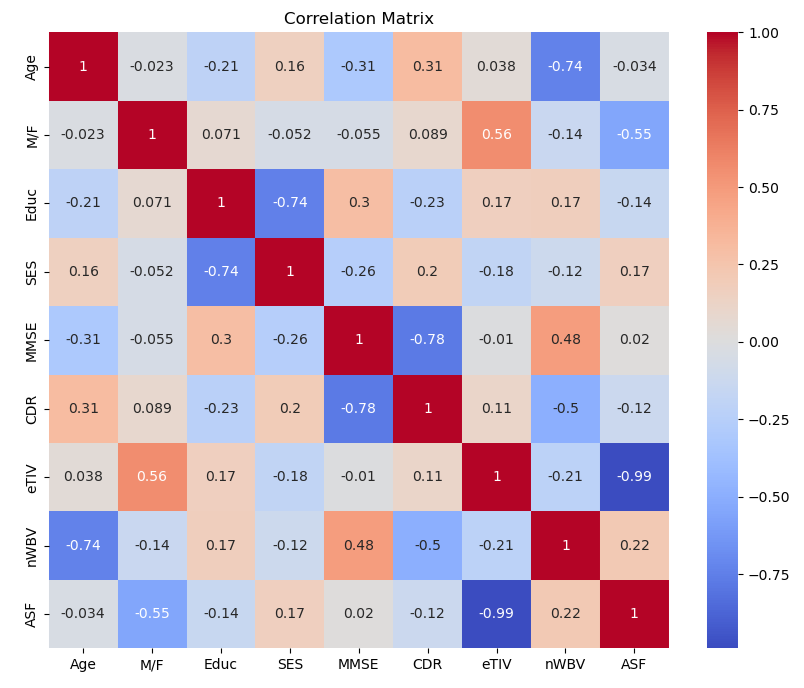 Correlation Matrix
Age 1 -0.023 -0.21 0.16 -0.31 0.31 0.038 -0.74 -0.034
M/F -0.023 1 0.071 -0.052 -0.055 0.089 0.56 -0.14 -0.55
Educ -0.21 0.071 1 -0.74 0.3 -0.23 0.17 0.17 -0.14
SES 0.16 -0.052 -0.74 1 -0.26 0.2 -0.18 -0.12 0.17
MMSE -0.31 -0.055 0.3 -0.26 1 -0.78 -0.01 0.48 0.02
CDR 0.31 0.089 -0.23 0.2 -0.78 1 0.11 -0.5 -0.12
eTIV 0.038 0.56 0.17 -0.18 -0.01 0.11 1 -0.21 -0.99
nWBV -0.74 -0.14 0.17 -0.12 0.48 -0.5 -0.21 1 0.22
ASF -0.034 -0.55 -0.14 0.17 0.02 -0.12 -0.99 0.22 1
Age M/F Educ SES MMSE CDR eTIV nWBV ASF
1.00
0.75
0.50
0.25
0.00
−0.25
−0.50
−0.75